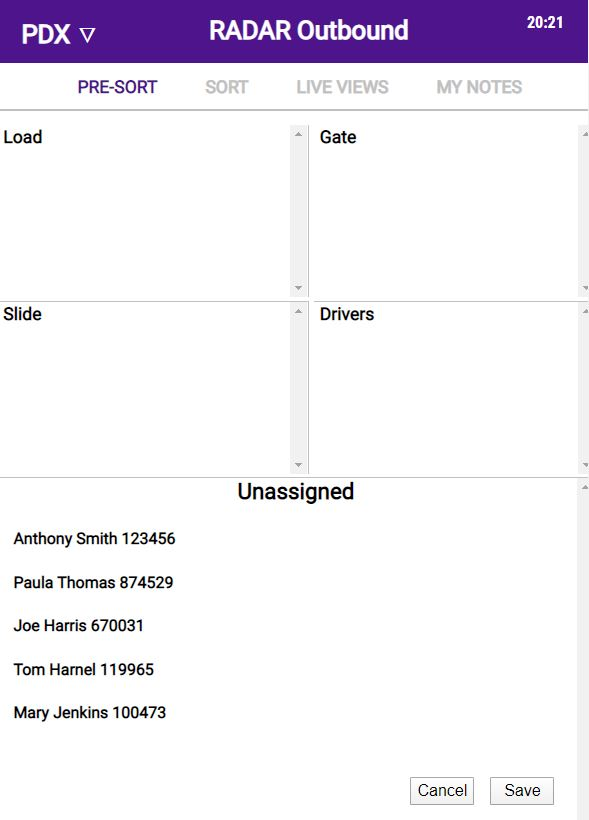 PDX ▽
RADAR Outbound
20:21
PRE-SORT
SORT
LIVE VIEWS
MY NOTES
Load
Gate
Slide
Drivers
Unassigned
Anthony Smith 123456
Paula Thomas 874529
Joe Harris 670031
Tom Harnel 119965
Mary Jenkins 100473
Cancel
Save